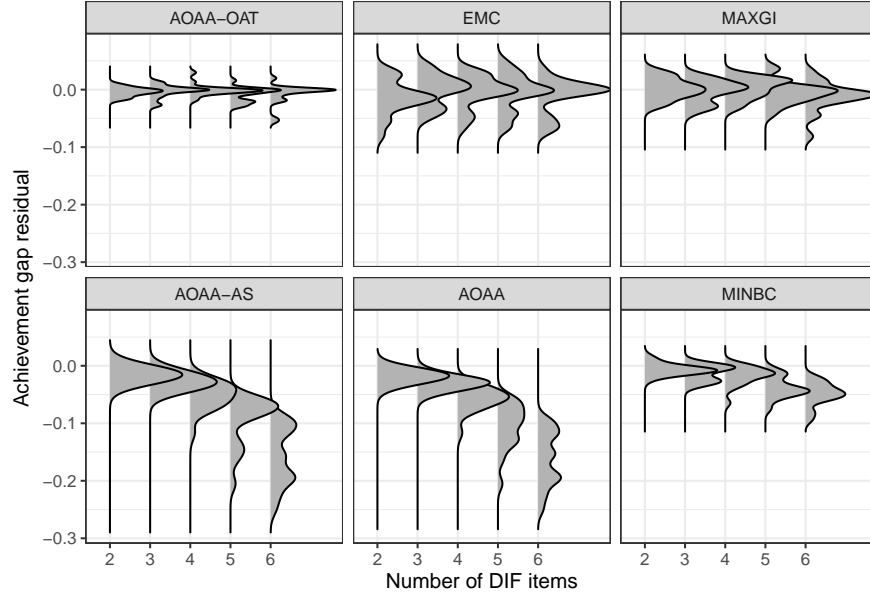 AOAA−OAT EMC MAXGI
0.0
−0.1
−0.2
−0.3
AOAA−AS AOAA MINBC
0.0
−0.1
−0.2
−0.3
2 3 4 5 6 2 3 4 5 6 2 3 4 5 6
Number of DIF items
Achievement gap residual